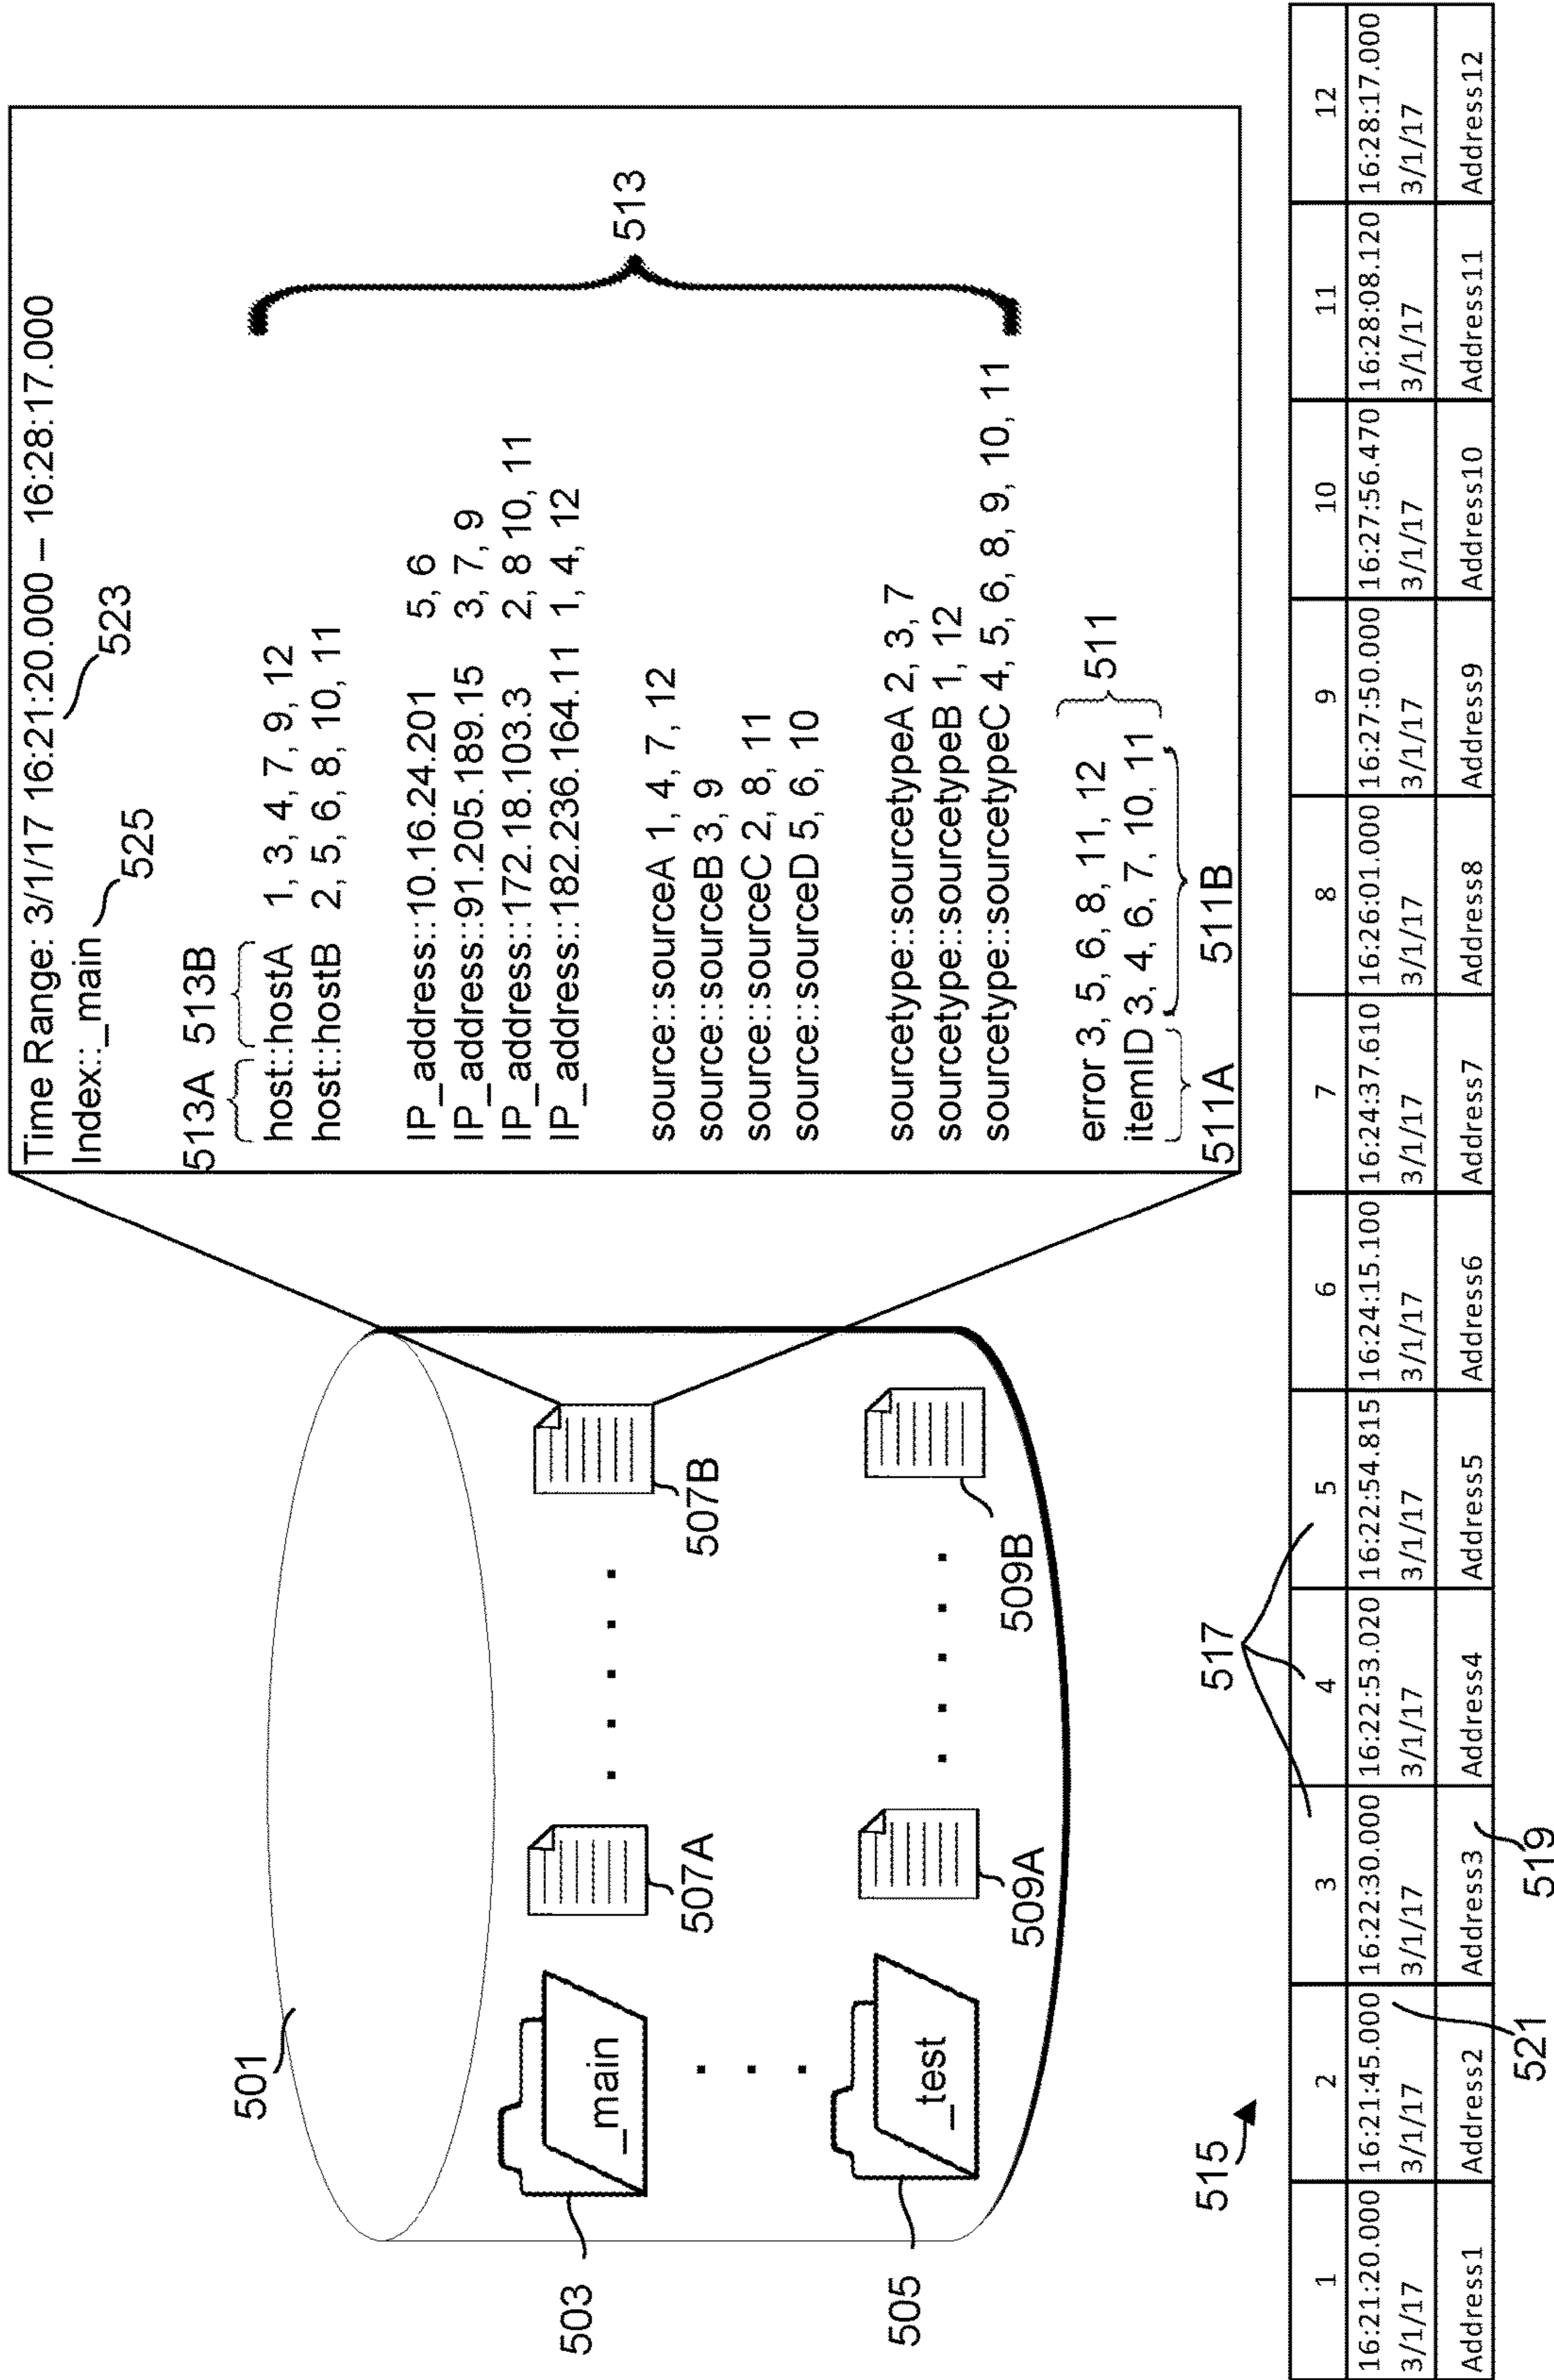 501
503
_main
507A
507B
505
_test
509A
509B
Time Range: 3/1/17 16:21:20.000 – 16:28:17.000
523
Index::_main
525
513A 513B
host::hostA 1, 3, 4, 7, 9, 12
host::hostB 2, 5, 6, 8, 10, 11
IP_address::10.16.24.201 5, 6
IP_address::91.205.189.15 3, 7, 9
IP_address::172.18.103.3 2, 8 10, 11
IP_address::182.236.164.11 1, 4, 12
source::sourceA 1, 4, 7, 12
source::sourceB 3, 9
source::sourceC 2, 8, 11
source::sourceD 5, 6, 10
sourcetype::sourcetypeA 2, 3, 7
sourcetype::sourcetypeB 1, 12
sourcetype::sourcetypeC 4, 5, 6, 8, 9, 10, 11
513
error 3, 5, 6, 8, 11, 12
itemID 3, 4, 6, 7, 10, 11
511
511A 511B
515
517
1 2 3 4 5 6 7 8 9 10 11 12
16:21:20.000 16:21:45.000 16:22:30.000 16:22:53.020 16:22:54.815 16:24:15.100 16:24:37.610 16:26:01.000 16:27:50.000 16:27:56.470 16:28:08.120 16:28:17.000
3/1/17 3/1/17 3/1/17 3/1/17 3/1/17 3/1/17 3/1/17 3/1/17 3/1/17 3/1/17 3/1/17 3/1/17
Address1 Address2 Address3 Address4 Address5 Address6 Address7 Address8 Address9 Address10 Address11 Address12
521
519